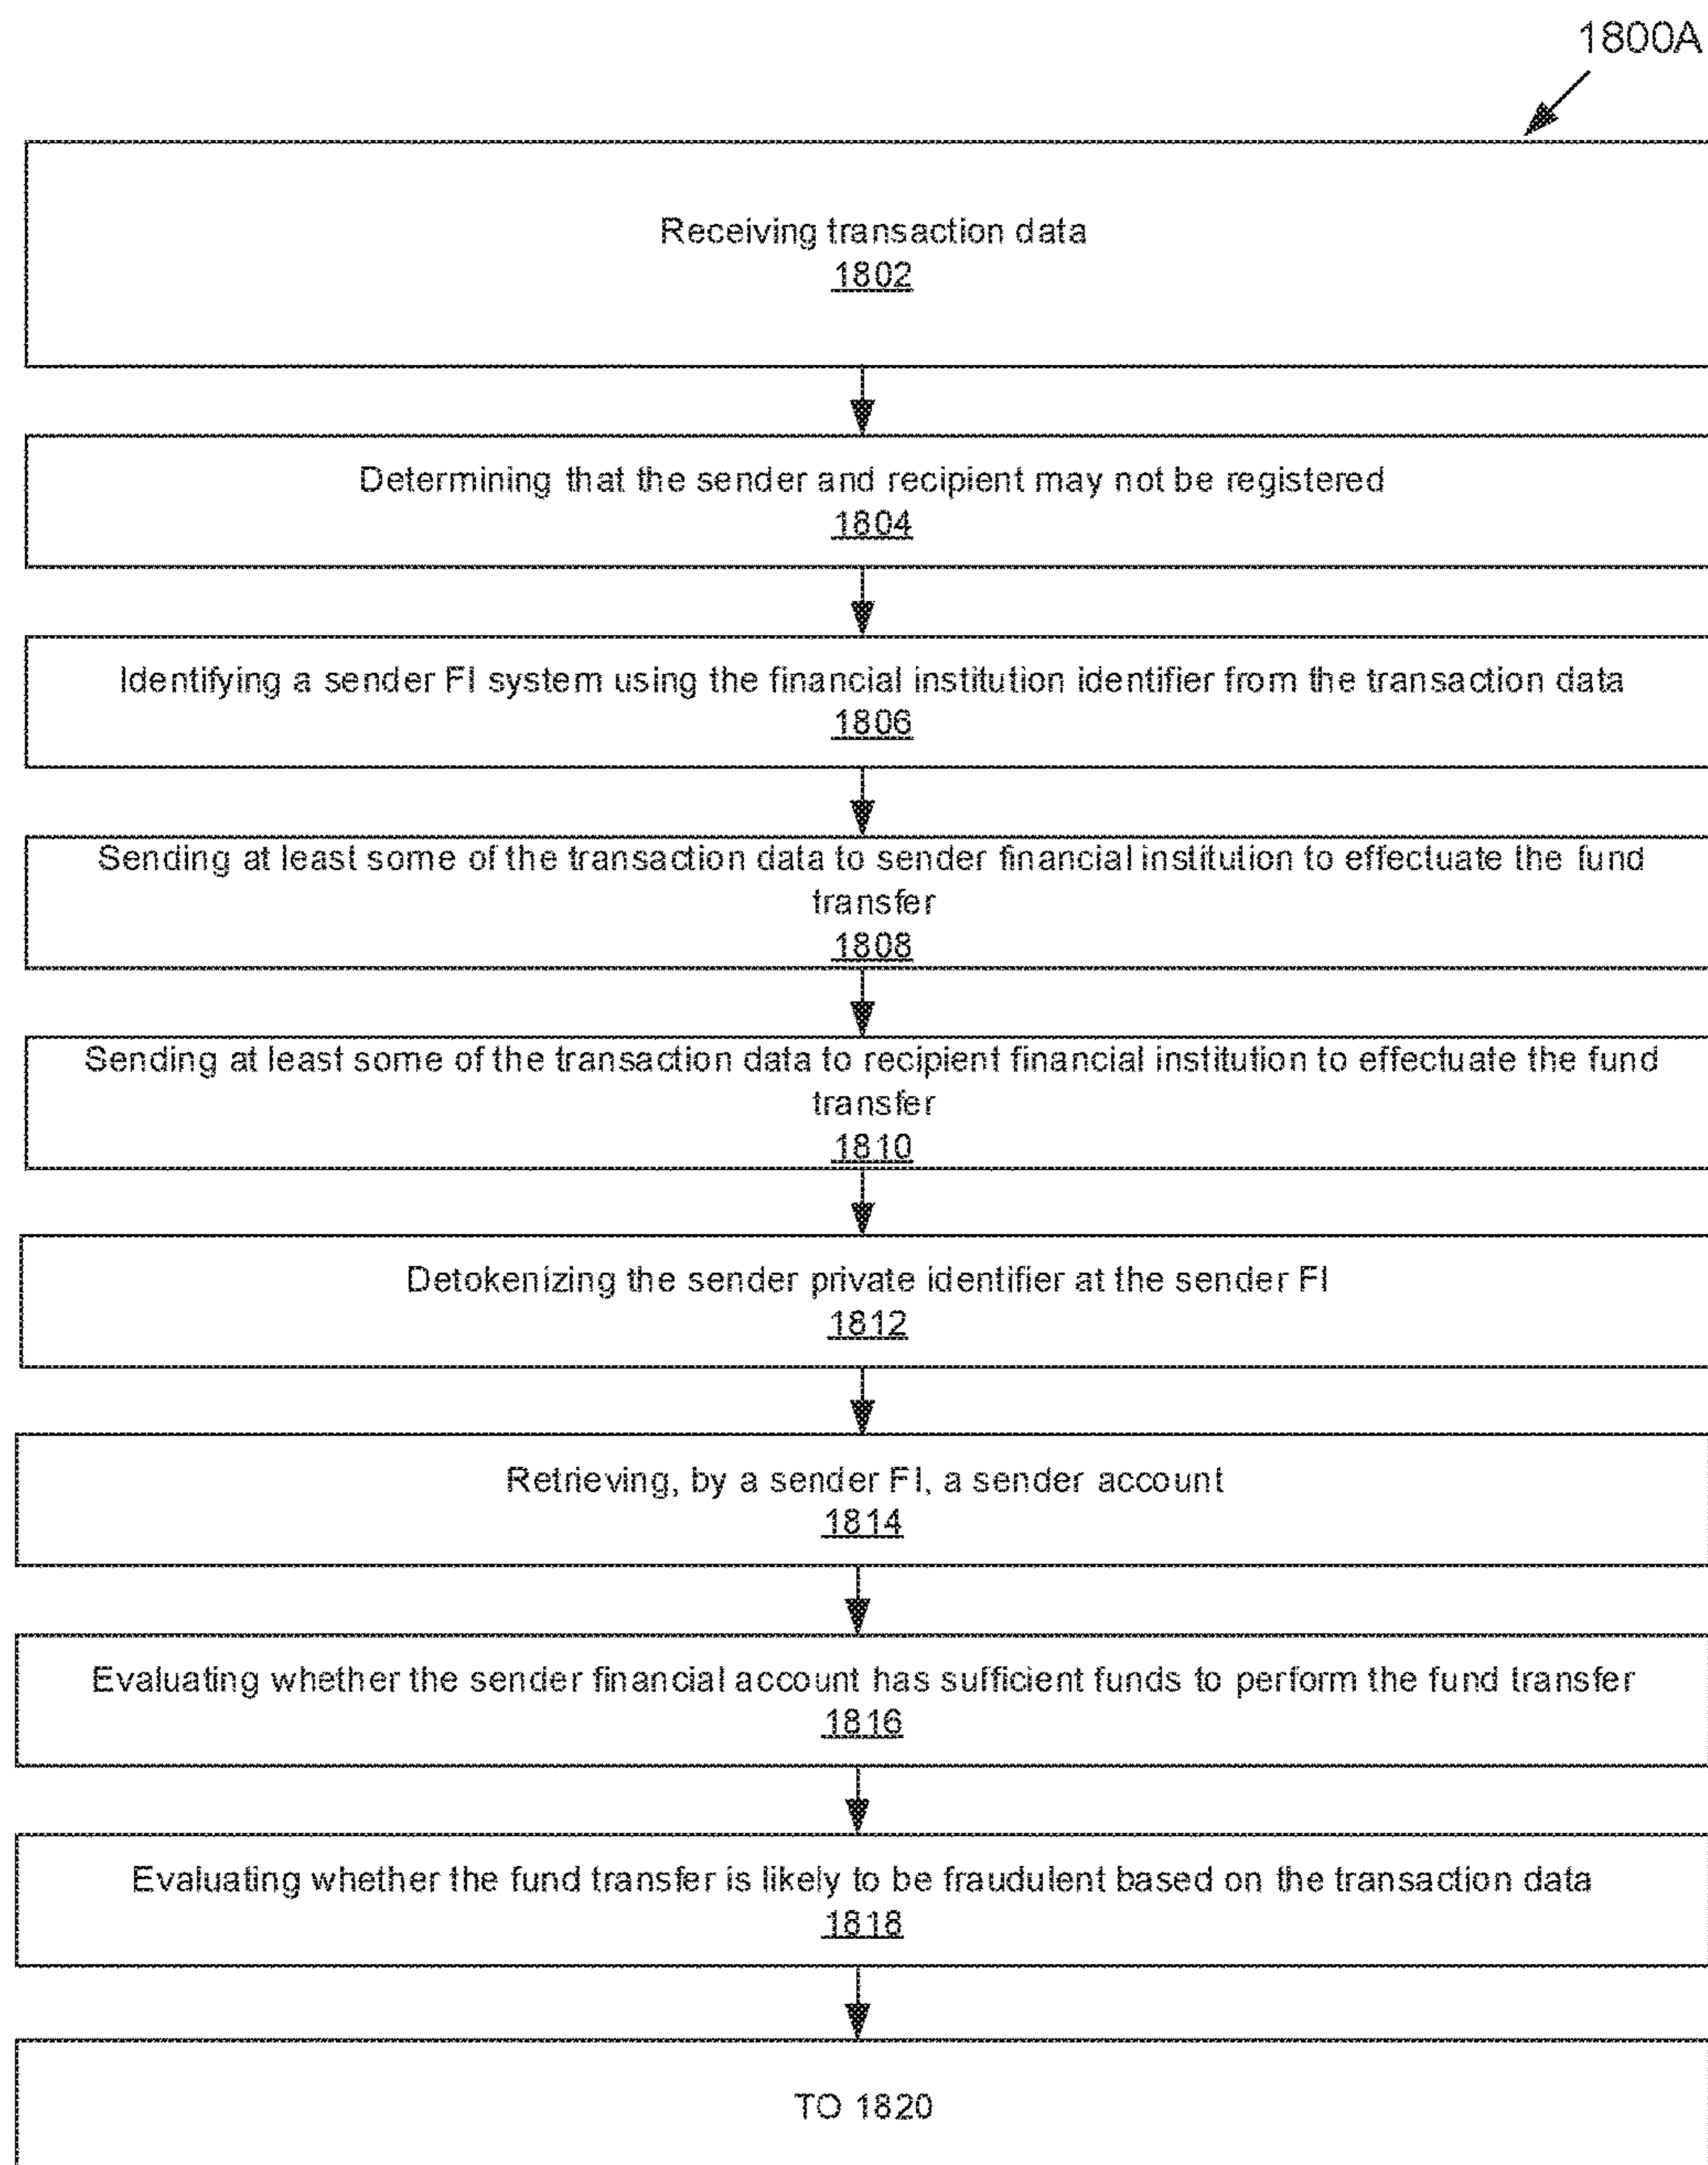 1800A
Receiving transaction data
1802
Determining that the sender and recipient may not be registered
1804
Identifying a sender FI system using the financial institution identifier from the transaction data
1806
Sending at least some of the transaction data to sender financial institution to effectuate the fund
transfer
1808
Sending at least some of the transaction data to recipient financial institution to effectuate the fund
transfer
1810
Detokenizing the sender private identifier at the sender FI
1812
Retrieving, by a sender FI, a sender account
1814
Evaluating whether the sender financial account has sufficient funds to perform the fund transfer
1816
Evaluating whether the fund transfer is likely to be fraudulent based on the transaction data
1818
TO 1820